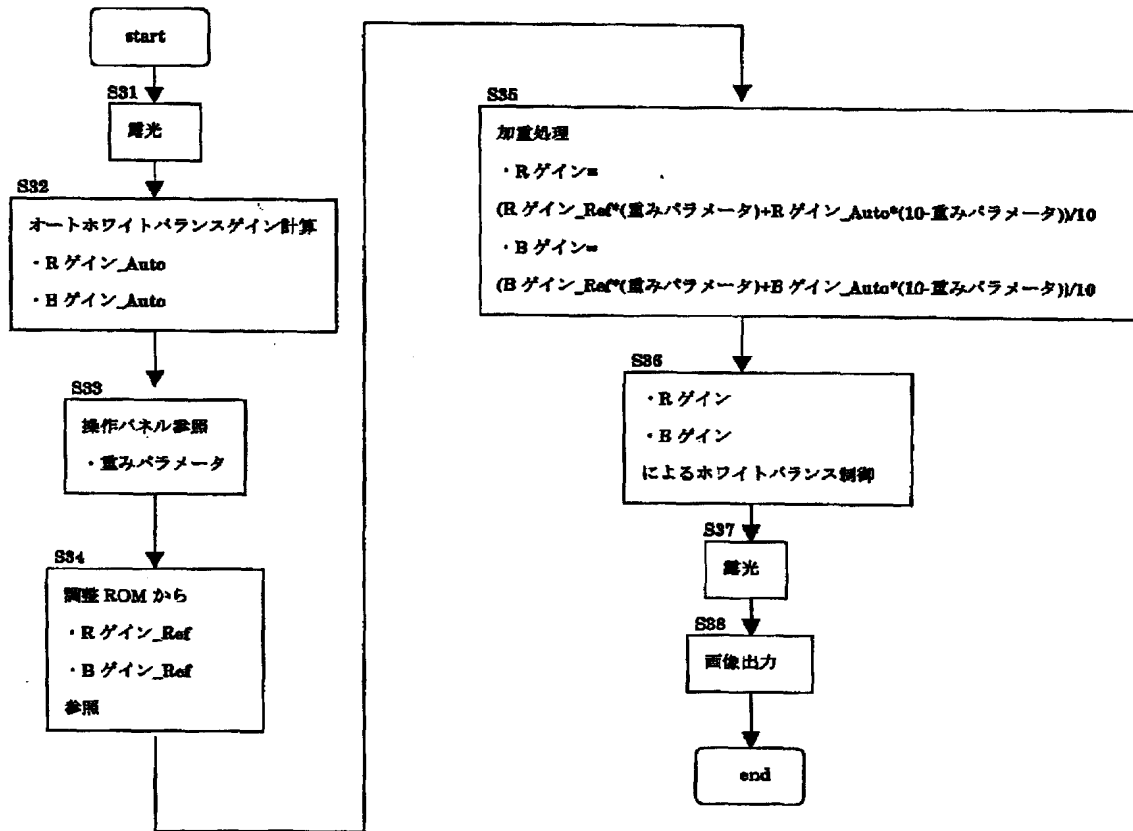 start
S31
露光
S32
オートホワイトバランスゲイン計算
・Rゲイン_Auto
・Bゲイン_Auto
S33
操作パネル参照
・重みパラメータ
S34
調整ROMから
・Rゲイン_Ref
・Bゲイン_Ref
参照
S35
加重処理
・Rゲイン=
(Rゲイン_Ref*(重みパラメータ)+Rゲイン_Auto*(10-重みパラメータ))/10
・Bゲイン=
(Bゲイン_Ref*(重みパラメータ)+Bゲイン_Auto*(10-重みパラメータ))/10
S36
・Rゲイン
・Bゲイン
によるホワイトバランス制御
S37
露光
S38
画像出力
end